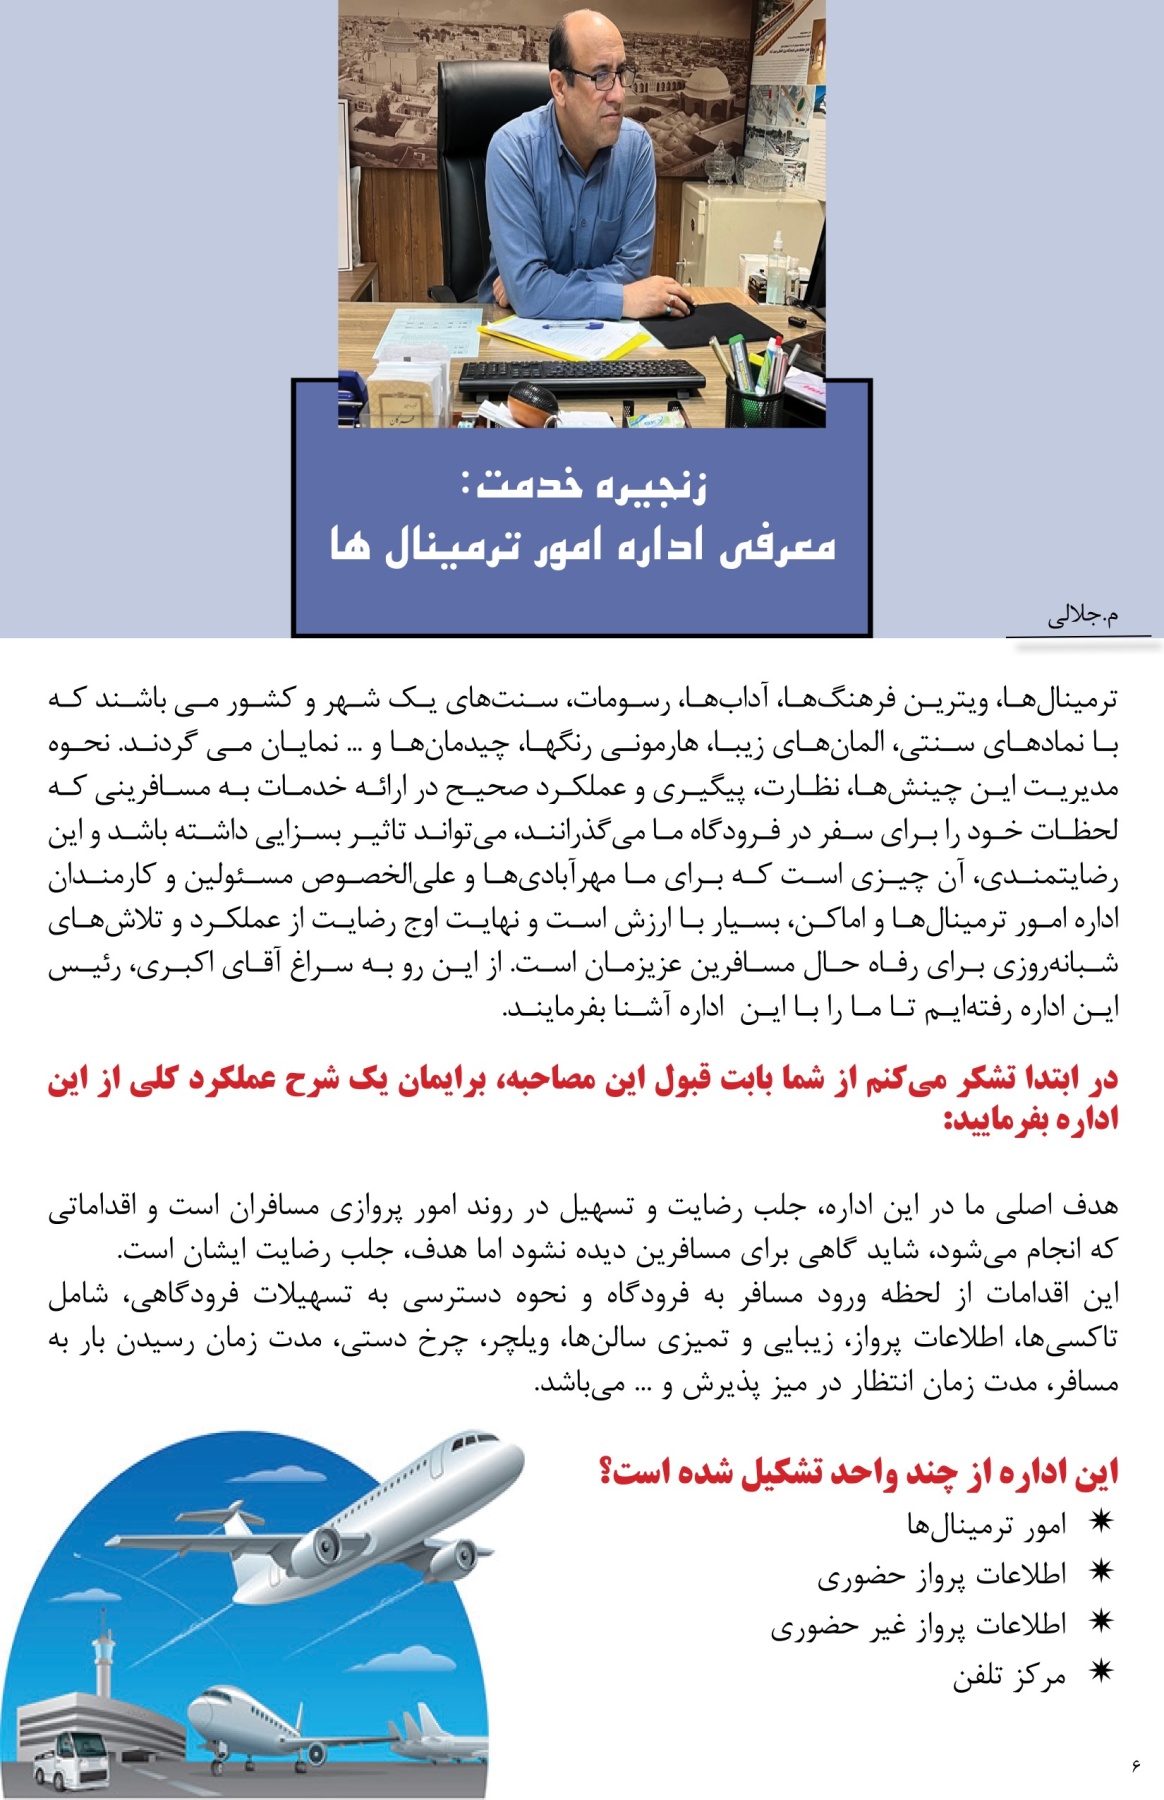 زنجیره خدمت:
معرفی اداره امور ترمینال ها
م.جلالی
ترمینال‌ها، ویترین فرهنگ‌ها، آداب‌ها، رسومات، سنت‌های یک شهر و کشور می باشند که
با نمادهای سنتی، المان‌های زیبا، هارمونی رنگها، چیدمان‌ها و ... نمایان می گردند. نحوه
مدیریت این چینش‌ها، نظارت، پیگیری و عملکرد صحیح در ارائه خدمات به مسافرینی که
لحظات خود را برای سفر در فرودگاه ما می‌گذرانند، می‌تواند تاثیر بسزایی داشته باشد و این
رضایتمندی، آن چیزی است که برای ما مهرآبادی‌ها و علی‌الخصوص مسئولین و کارمندان
اداره امور ترمینال‌ها و اماکن، بسیار با ارزش است و نهایت اوج رضایت از عملکرد و تلاش‌های
شبانه‌روزی برای رفاه حال مسافرین عزیزمان است. از این رو به سراغ آقای اکبری، رئیس
این اداره رفته‌ایم تا ما را با این اداره آشنا بفرمایند.
در ابتدا تشکر می‌کنم از شما بابت قبول این مصاحبه، برایمان یک شرح عملکرد کلی از این
اداره بفرمایید:
هدف اصلی ما در این اداره، جلب رضایت و تسهیل در روند امور پروازی مسافران است و اقداماتی
که انجام می‌شود، شاید گاهی برای مسافرین دیده نشود اما هدف، جلب رضایت ایشان است.
این اقدامات از لحظه ورود مسافر به فرودگاه و نحوه دسترسی به تسهیلات فرودگاهی، شامل
تاکسی‌ها، اطلاعات پرواز، زیبایی و تمیزی سالن‌ها، ویلچر، چرخ دستی، مدت زمان رسیدن بار به
مسافر، مدت زمان انتظار در میز پذیرش و ... می‌باشد.
این اداره از چند واحد تشکیل شده است؟
✷ امور ترمینال‌ها
✷ اطلاعات پرواز حضوری
✷ اطلاعات پرواز غیر حضوری
✷ مرکز تلفن
۶